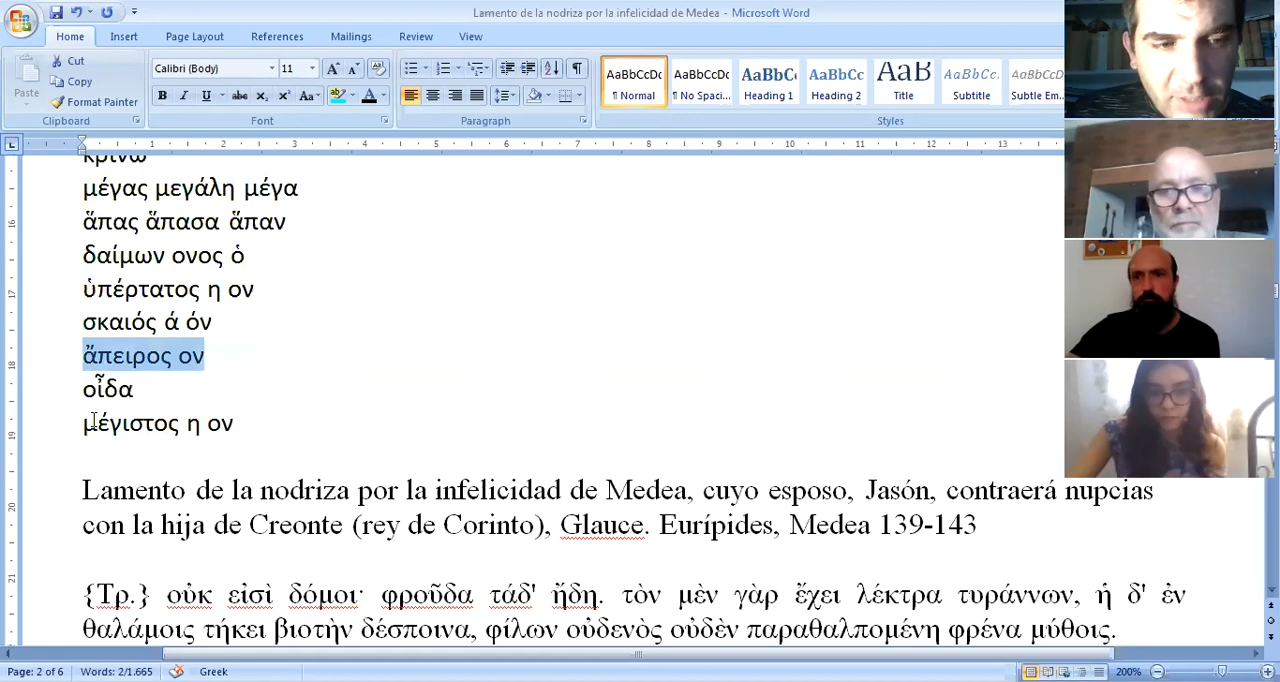 Lamento de la nodriza por la infelicidad de Medea - Microsoft Word
Home Insert Page Layout References Mailings Review View
Cut
Copy
Format Painter
Paste
Calibri (Body) 11
AaBbCcDc AaBbCcDc AaBbC AaBbCc AaB AaBbCc. AaBbCcDc
¶ Normal ¶ No Spaci... Heading 1 Heading 2 Title Subtitle Subtle Em...
Clipboard Font Paragraph Styles
κρίνω
μέγας μεγάλη μέγα
ἅπας ἅπασα ἅπαν
δαίμων ονος ὁ
ὑπέρτατος η ον
σκαιός ά όν
ἄπειρος ον
οἶδα
μέγιστος η ον
Lamento de la nodriza por la infelicidad de Medea, cuyo esposo, Jasón, contraerá nupcias
con la hija de Creonte (rey de Corinto), Glauce. Eurípides, Medea 139-143
{Τρ.} οὐκ εἰσὶ δόμοι· φροῦδα τάδ' ἤδη. τὸν μὲν γὰρ ἔχει λέκτρα τυράννων, ἡ δ' ἐν
θαλάμοις τήκει βιοτὴν δέσποινα, φίλων οὐδενὸς οὐδὲν παραθαλπομένη φρένα μύθοις.
Page: 2 of 6 Words: 2/1.665 Greek 200%